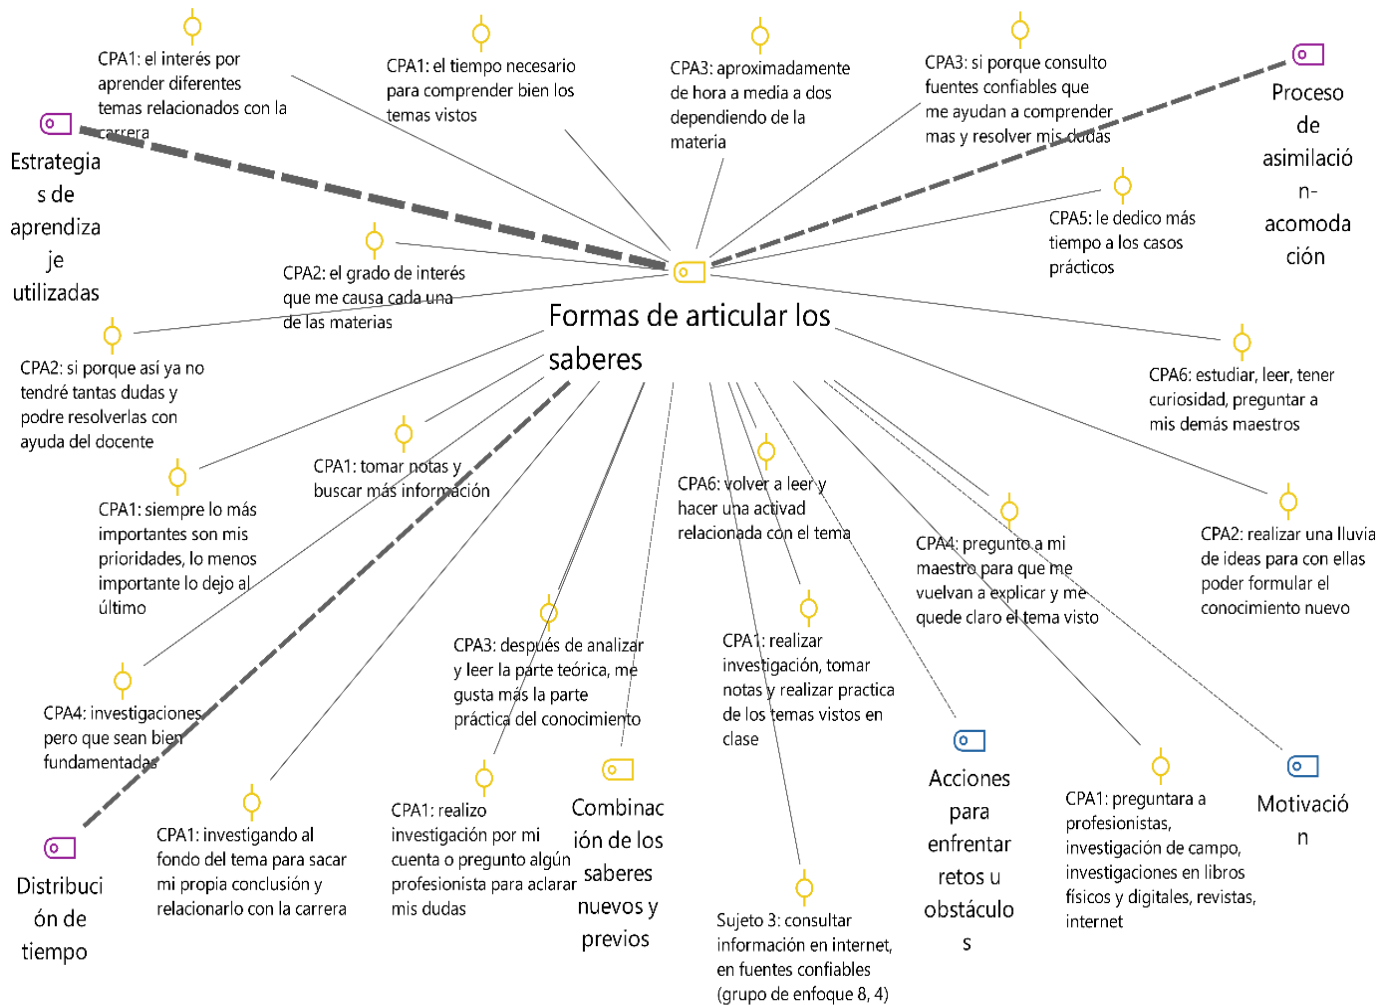 CPA1: el interés por
aprender diferentes
temas relacionados con la
carrera
CPA1: el tiempo necesario
para comprender bien los
temas vistos
CPA3: aproximadamente
de hora a media a dos
dependiendo de la
materia
CPA3: si porque consulto
fuentes confiables que
me ayudan a comprender
mas y resolver mis dudas
Proceso
de
asimilació
n-
acomoda
ción
Estrategia
s de
aprendiza
je
utilizadas
CPA5: le dedico más
tiempo a los casos
prácticos
CPA2: el grado de interés
que me causa cada una
de las materias
Formas de articular los
saberes
CPA2: si porque así ya no
tendré tantas dudas y
podre resolverlas con
ayuda del docente
CPA6: estudiar, leer, tener
curiosidad, preguntar a
mis demás maestros
CPA1: tomar notas y
buscar más información
CPA6: volver a leer y
hacer una activad
relacionada con el tema
CPA1: siempre lo más
importantes son mis
prioridades, lo menos
importante lo dejo al
último
CPA4: pregunto a mi
maestro para que me
vuelvan a explicar y me
quede claro el tema visto
CPA2: realizar una lluvia
de ideas para con ellas
poder formular el
conocimiento nuevo
CPA3: después de analizar
y leer la parte teórica, me
gusta más la parte
práctica del conocimiento
CPA1: realizar
investigación, tomar
notas y realizar practica
de los temas vistos en
clase
CPA4: investigaciones
pero que sean bien
fundamentadas
Distribuci
ón de
tiempo
CPA1: investigando al
fondo del tema para sacar
mi propia conclusión y
relacionarlo con la carrera
CPA1: realizo
investigación por mi
cuenta o pregunto algún
profesionista para aclarar
mis dudas
Combinac
ión de los
saberes
nuevos y
previos
Sujeto 3: consultar
información en internet,
en fuentes confiables
(grupo de enfoque 8, 4)
Acciones
para
enfrentar
retos u
obstáculo
s
CPA1: preguntara a
profesionistas,
investigación de campo,
investigaciones en libros
físicos y digitales, revistas,
internet
Motivació
n